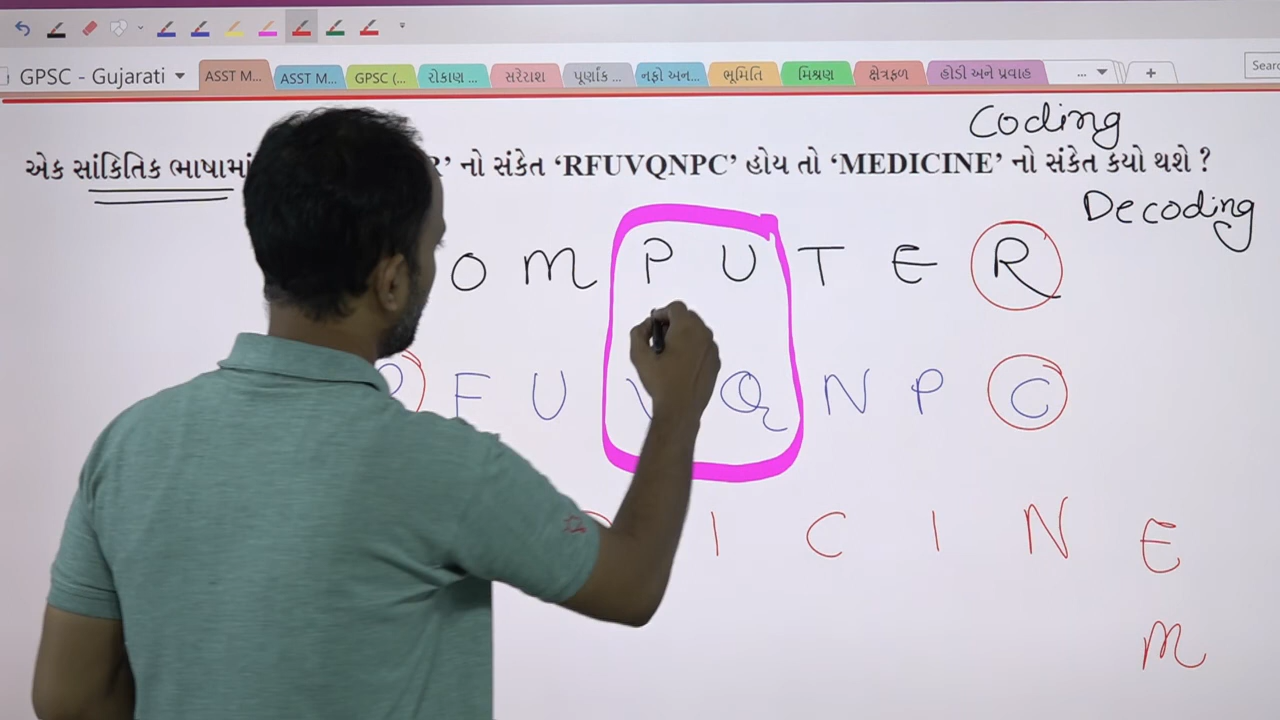 GPSC - Gujarati ASST M... ASST M... GPSC (... રોકાણ ... સરેરાશ પૂર્ણાંક ... નફો અન... ભૂમિતિ મિશ્રણ ક્ષેત્રફળ હોડી અને પ્રવાહ ... +
Coding
એક સાંકેતિક ભાષામાં R’ નો સંકેત ‘RFUVQNPC’ હોય તો ‘MEDICINE’ નો સંકેત કયો થશે ?
Decoding
O M P U T E R
R F U V Q N P C
I C I N E
M